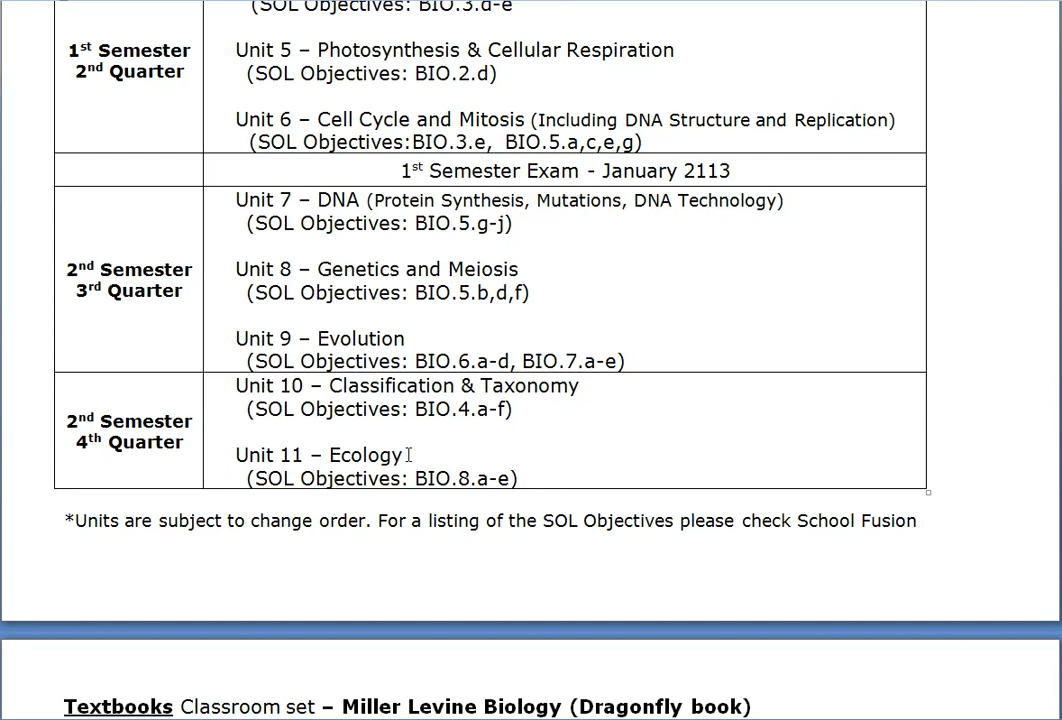 (SOL Objectives: BIO.3.d-e
1st Semester
2nd Quarter
Unit 5 – Photosynthesis & Cellular Respiration
(SOL Objectives: BIO.2.d)
Unit 6 – Cell Cycle and Mitosis (Including DNA Structure and Replication)
(SOL Objectives:BIO.3.e, BIO.5.a,c,e,g)
1st Semester Exam - January 2113
2nd Semester
3rd Quarter
Unit 7 – DNA (Protein Synthesis, Mutations, DNA Technology)
(SOL Objectives: BIO.5.g-j)
Unit 8 – Genetics and Meiosis
(SOL Objectives: BIO.5.b,d,f)
Unit 9 – Evolution
(SOL Objectives: BIO.6.a-d, BIO.7.a-e)
2nd Semester
4th Quarter
Unit 10 – Classification & Taxonomy
(SOL Objectives: BIO.4.a-f)
Unit 11 – Ecology
(SOL Objectives: BIO.8.a-e)
*Units are subject to change order. For a listing of the SOL Objectives please check School Fusion
Textbooks Classroom set – Miller Levine Biology (Dragonfly book)